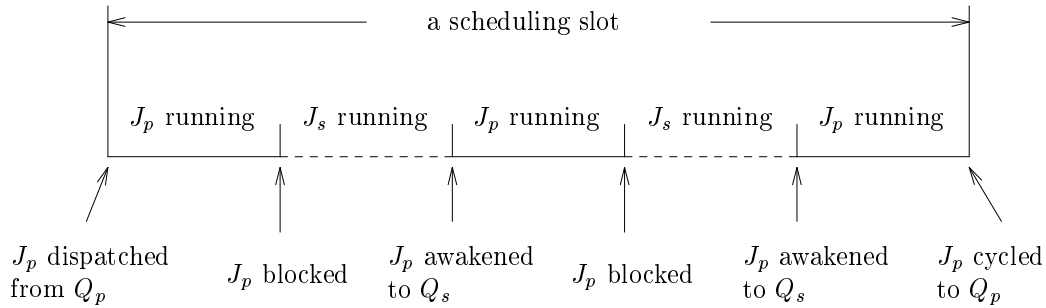 a scheduling slot
J_p running
J_s running
J_p running
J_s running
J_p running
J_p dispatched
from Q_p
J_p blocked
J_p awakened
to Q_s
J_p blocked
J_p awakened
to Q_s
J_p cycled
to Q_p